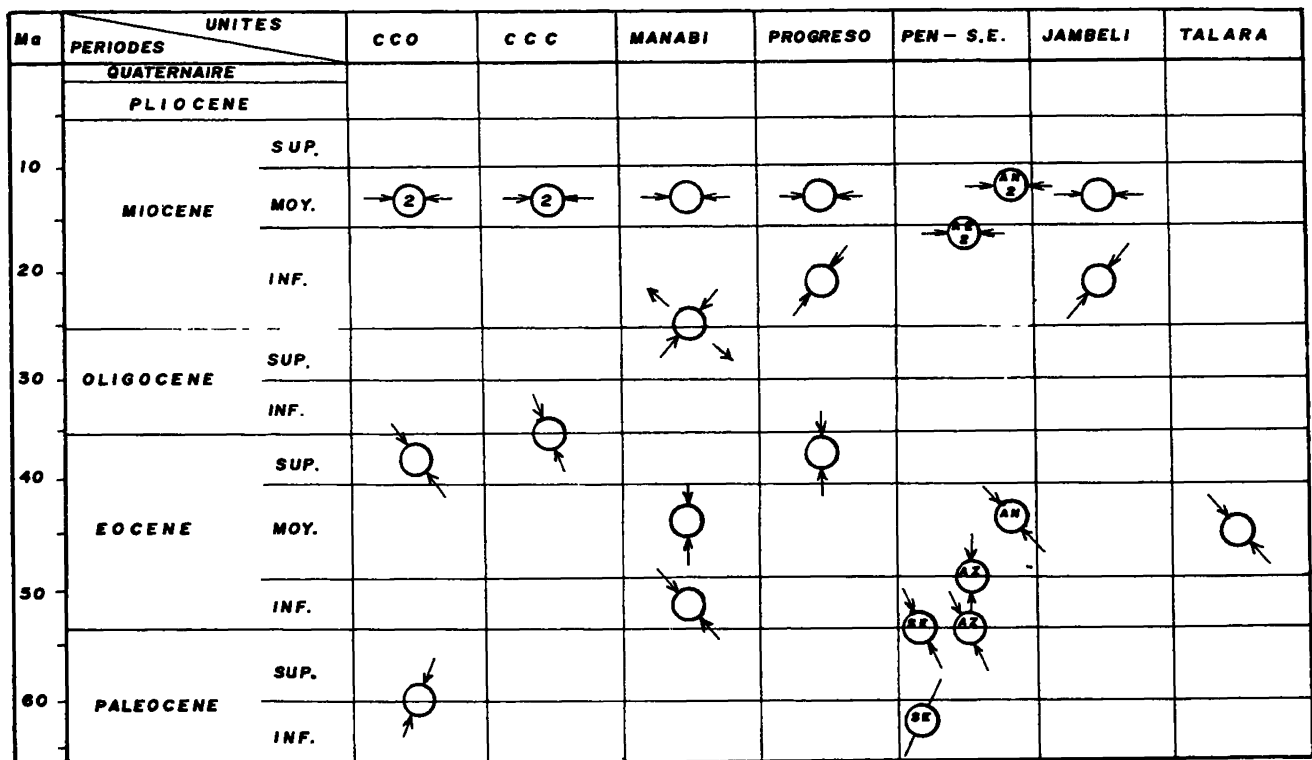 Ma UNITES PERIODES CCO CCC MANABI PROGRESO PEN-S.E. JAMBELI TALARA
QUATERNAIRE
PLIOCENE
SUP.
10
MIOCENE MOY. 2 2 AN 2
AZ 2
20 INF.
SUP.
30 OLIGOCENE
INF.
SUP.
40
EOCENE MOY. AN
AZ
50 INF.
SE AZ
SUP.
60 PALEOCENE
SE
INF.